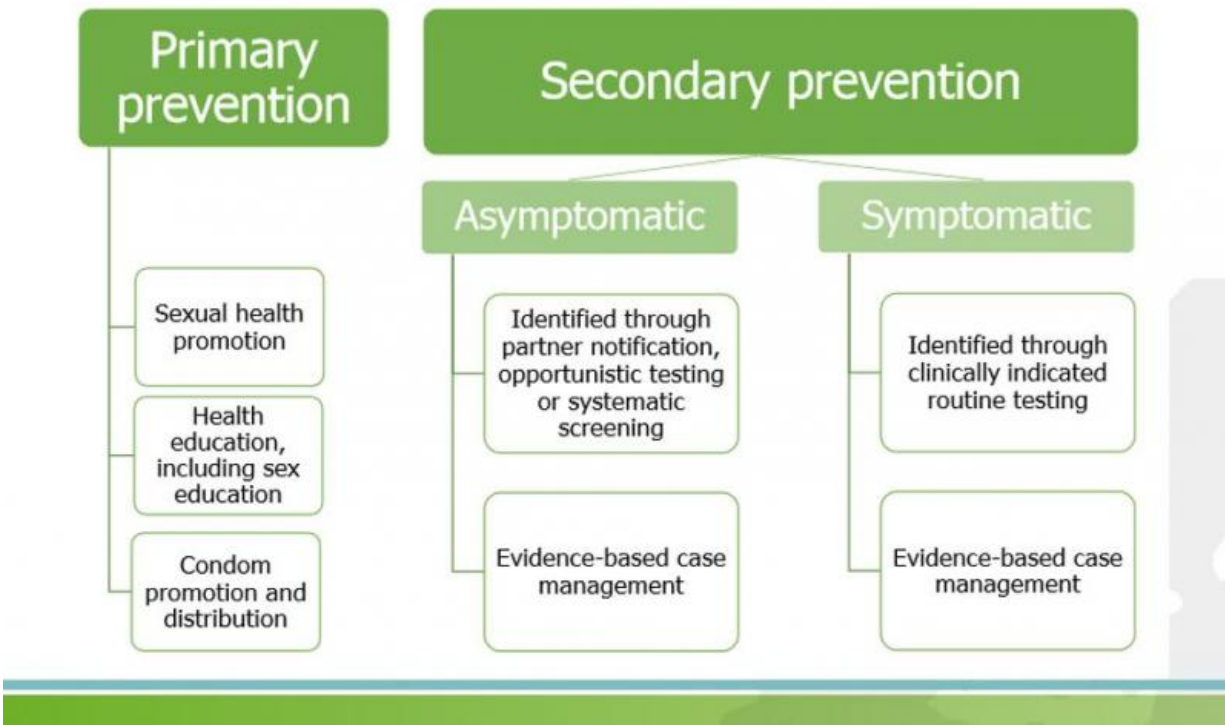 Primary
prevention
Secondary prevention
Asymptomatic
Symptomatic
Sexual health
promotion
Health
education,
including sex
education
Condom
promotion and
distribution
Identified through
partner notification,
opportunistic testing
or systematic
screening
Evidence-based case
management
Identified through
clinically indicated
routine testing
Evidence-based case
management